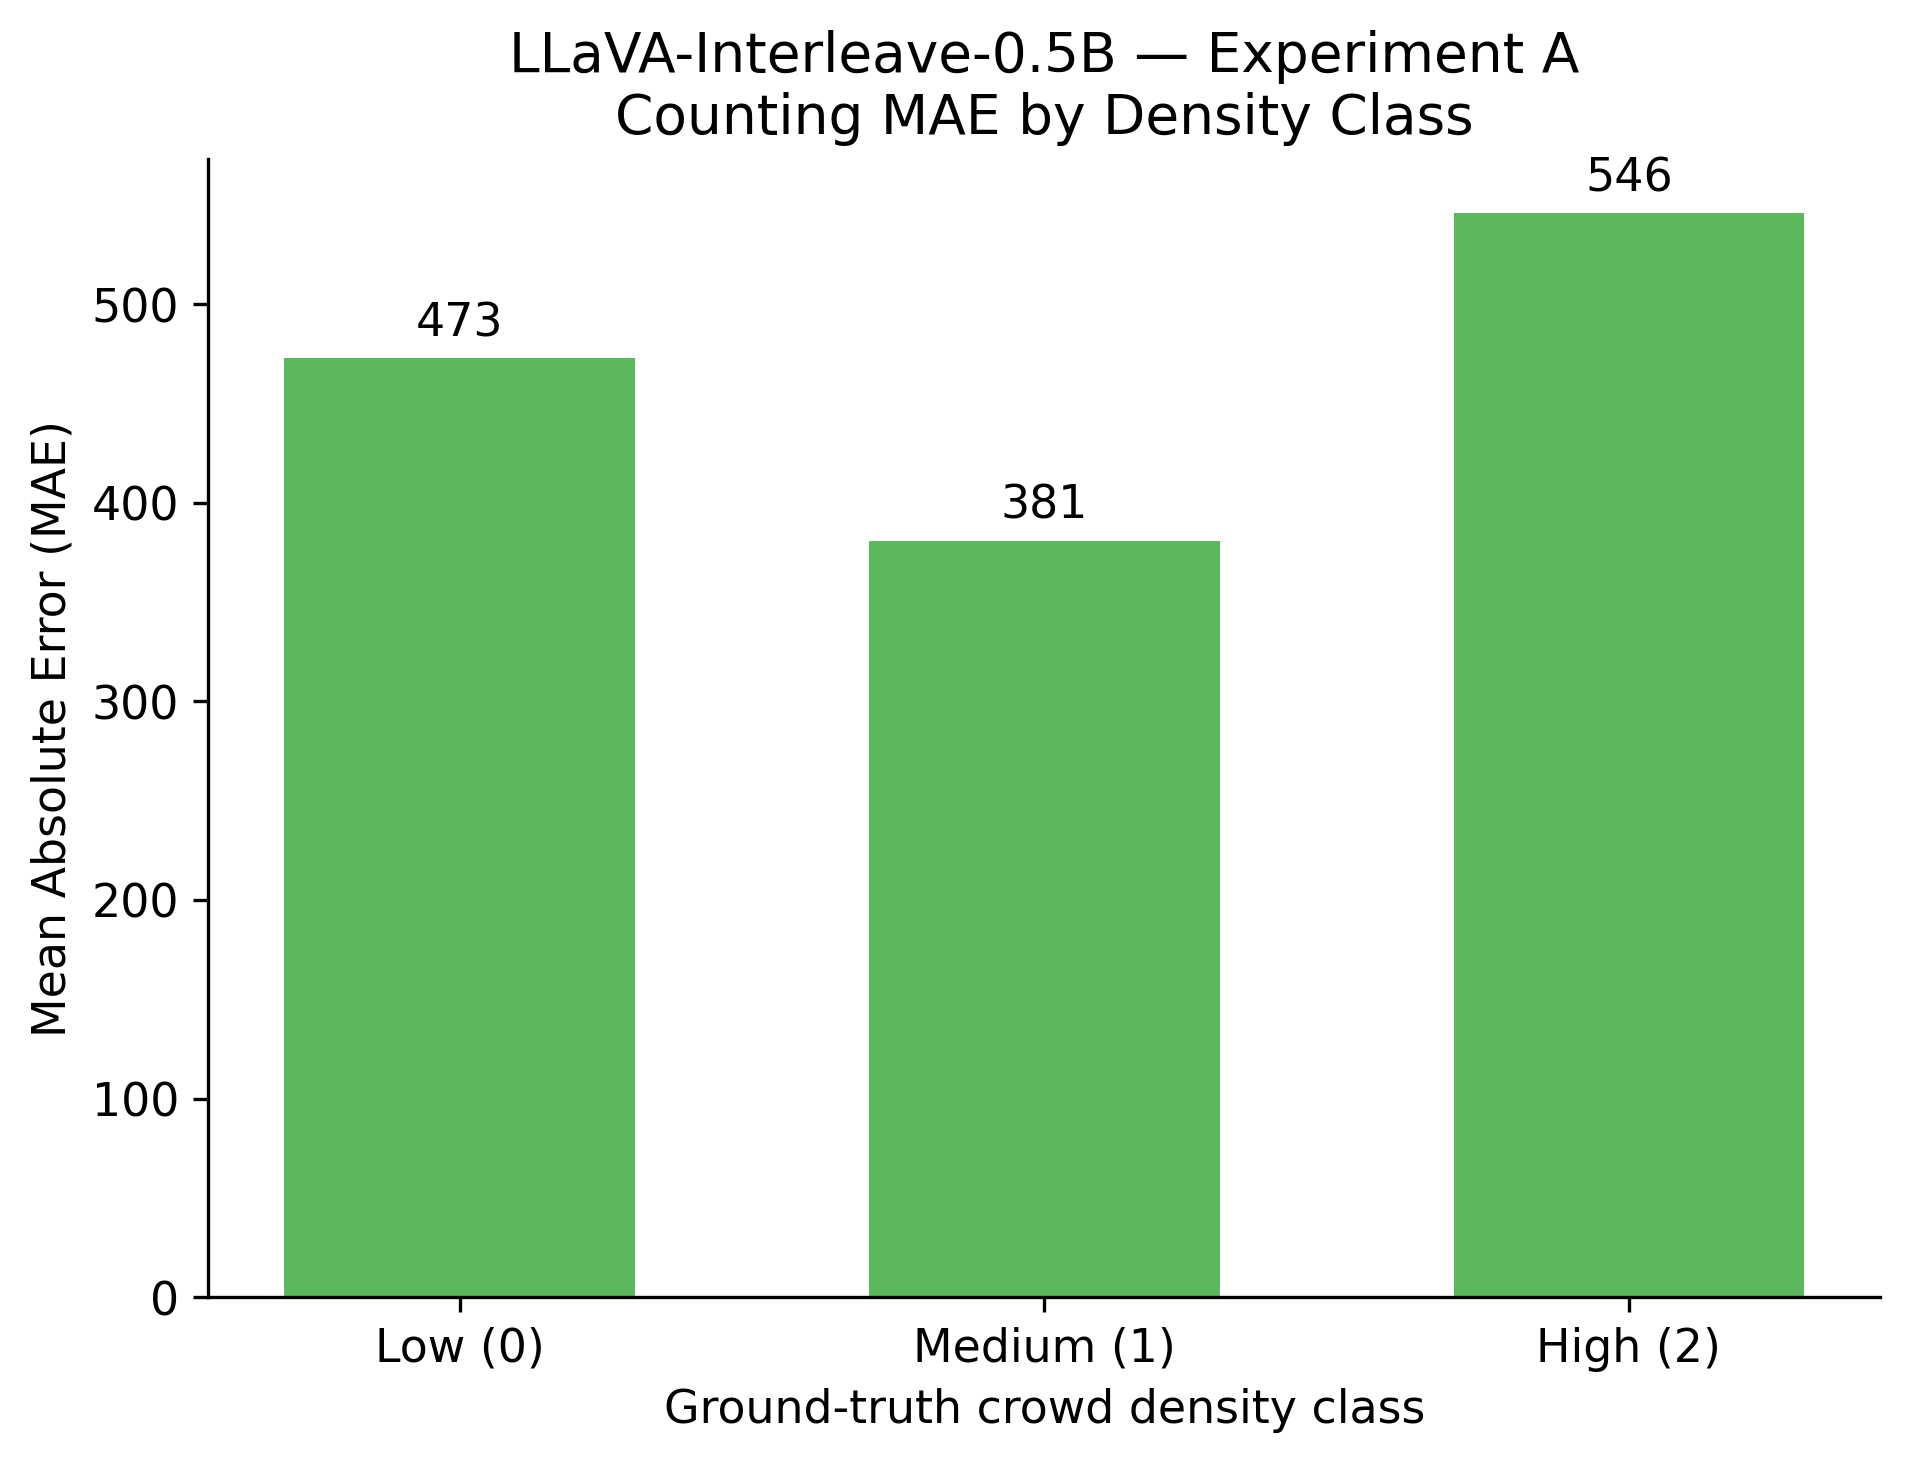 LLaVA-Interleave-0.5B — Experiment A
Counting MAE by Density Class
546
473
381
500
400
300
200
100
0
Mean Absolute Error (MAE)
Low (0)
Medium (1)
High (2)
Ground-truth crowd density class